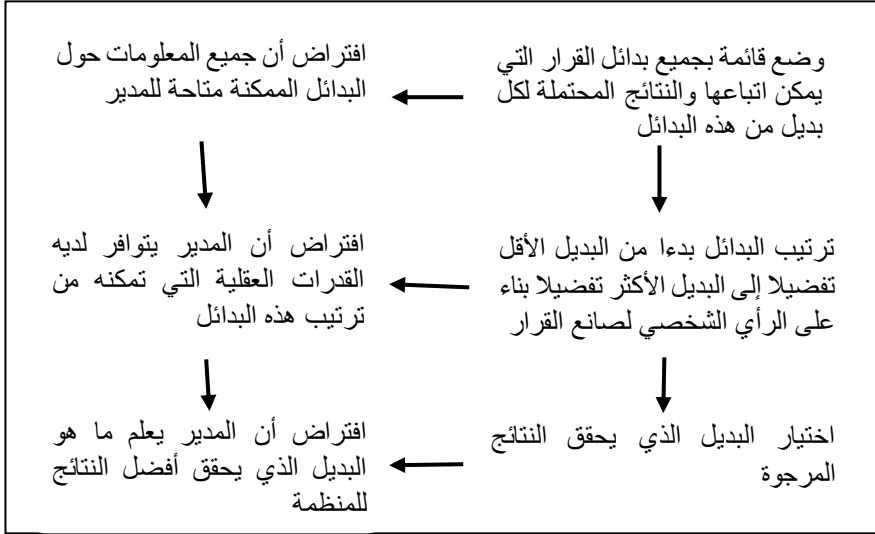 وضع قائمة بجميع بدائل القرار التي
يمكن اتباعها والنتائج المحتملة لكل
بديل من هذه البدائل
افتراض أن جميع المعلومات حول
البدائل الممكنة متاحة للمدير
ترتيب البدائل بدءا من البديل الأقل
تفضيلا إلى البديل الأكثر تفضيلا بناء
على الرأي الشخصي لصانع القرار
افتراض أن المدير يتوافر لديه
القدرات العقلية التي تمكنه من
ترتيب هذه البدائل
اختيار البديل الذي يحقق النتائج
المرجوة
افتراض أن المدير يعلم ما هو
البديل الذي يحقق أفضل النتائج
للمنظمة